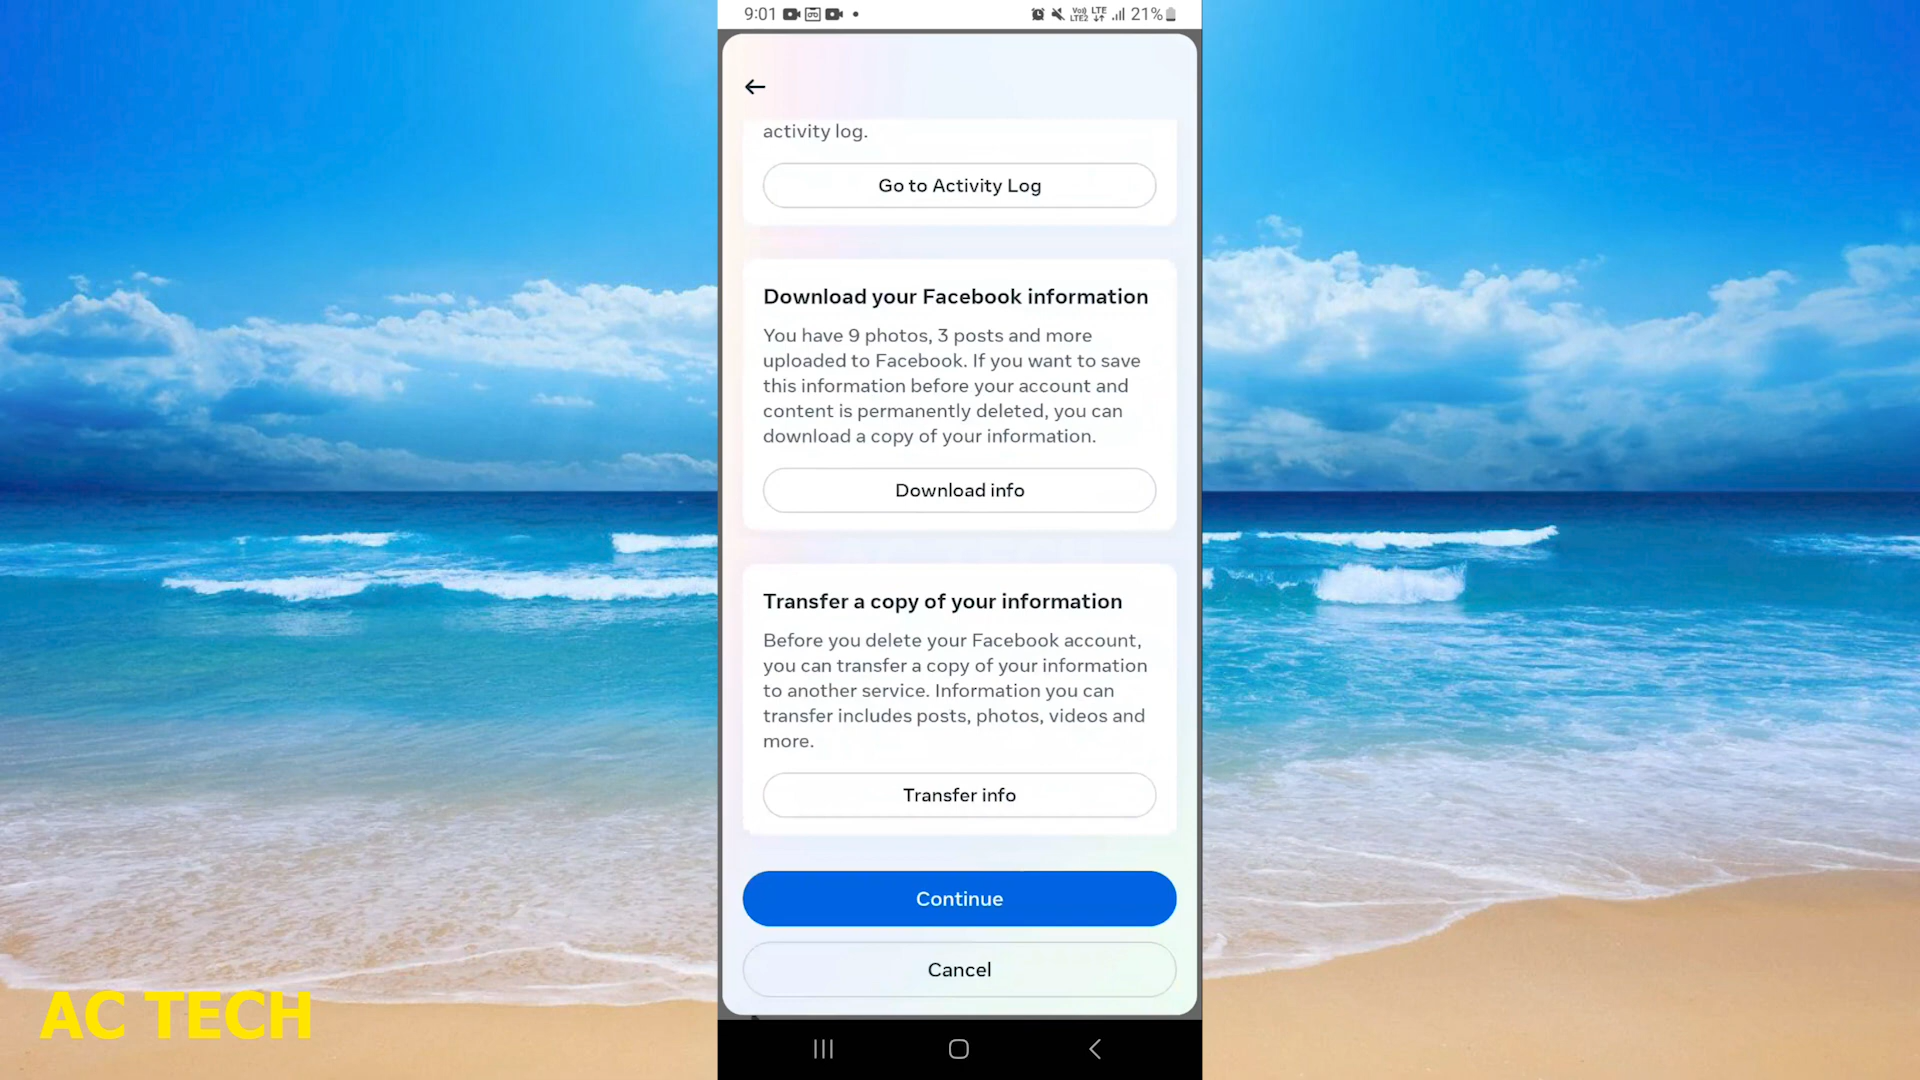 9:01
LTE
21%
activity log.
Go to Activity Log
Download your Facebook information
You have 9 photos, 3 posts and more
uploaded to Facebook. If you want to save
this information before your account and
content is permanently deleted, you can
download a copy of your information.
Download info
Transfer a copy of your information
Before you delete your Facebook account,
you can transfer a copy of your information
to another service. Information you can
transfer includes posts, photos, videos and
more.
Transfer info
Continue
Cancel
AC TECH